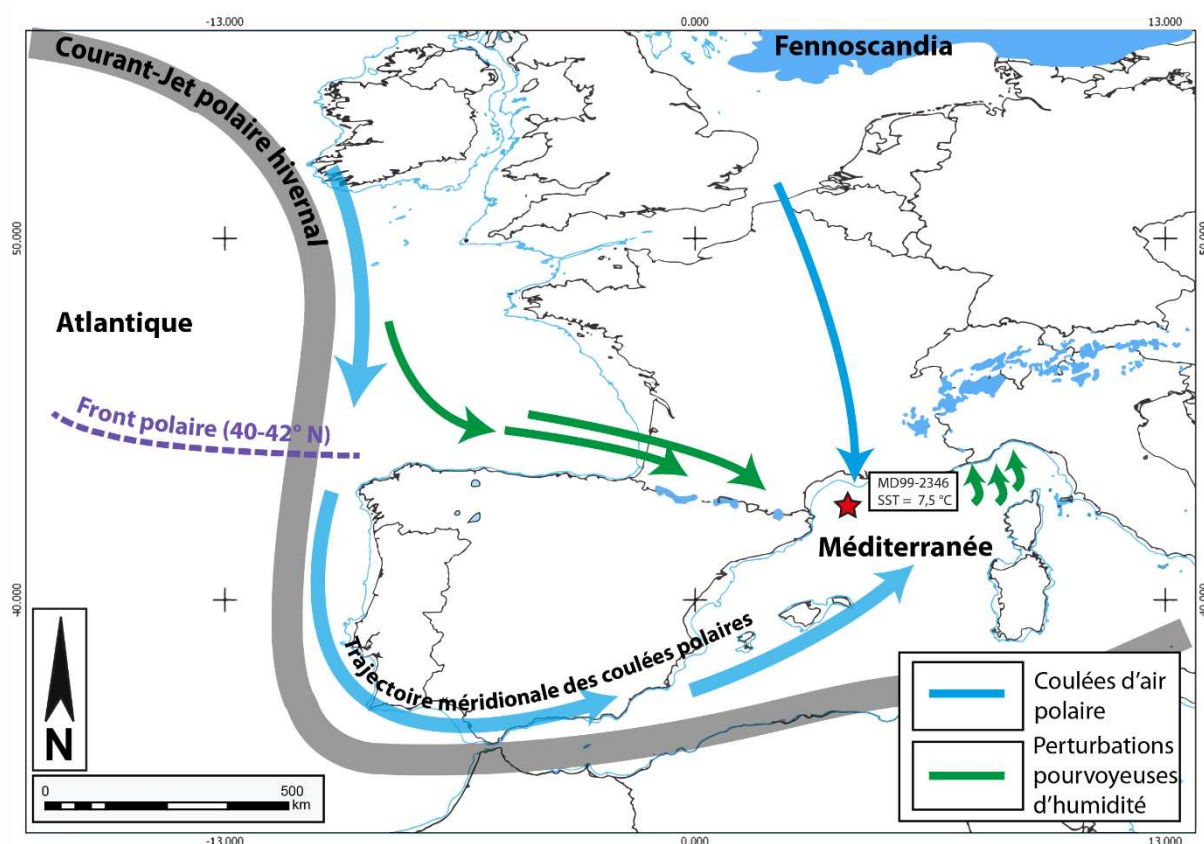 -13.000
0.000
13.000
Courant-Jet polaire hivernal
Fennoscandia
50.000
50.000
Atlantique
Front polaire (40-42° N)
MD99-2346
SST = 7,5 °C
Méditerranée
40.000
40.000
Trajectoire méridionale des coulées polaires
N
0
500
km
Coulées d'air
polaire
Perturbations
pourvoyeuses
d'humidité
-13.000
0.000
13.000